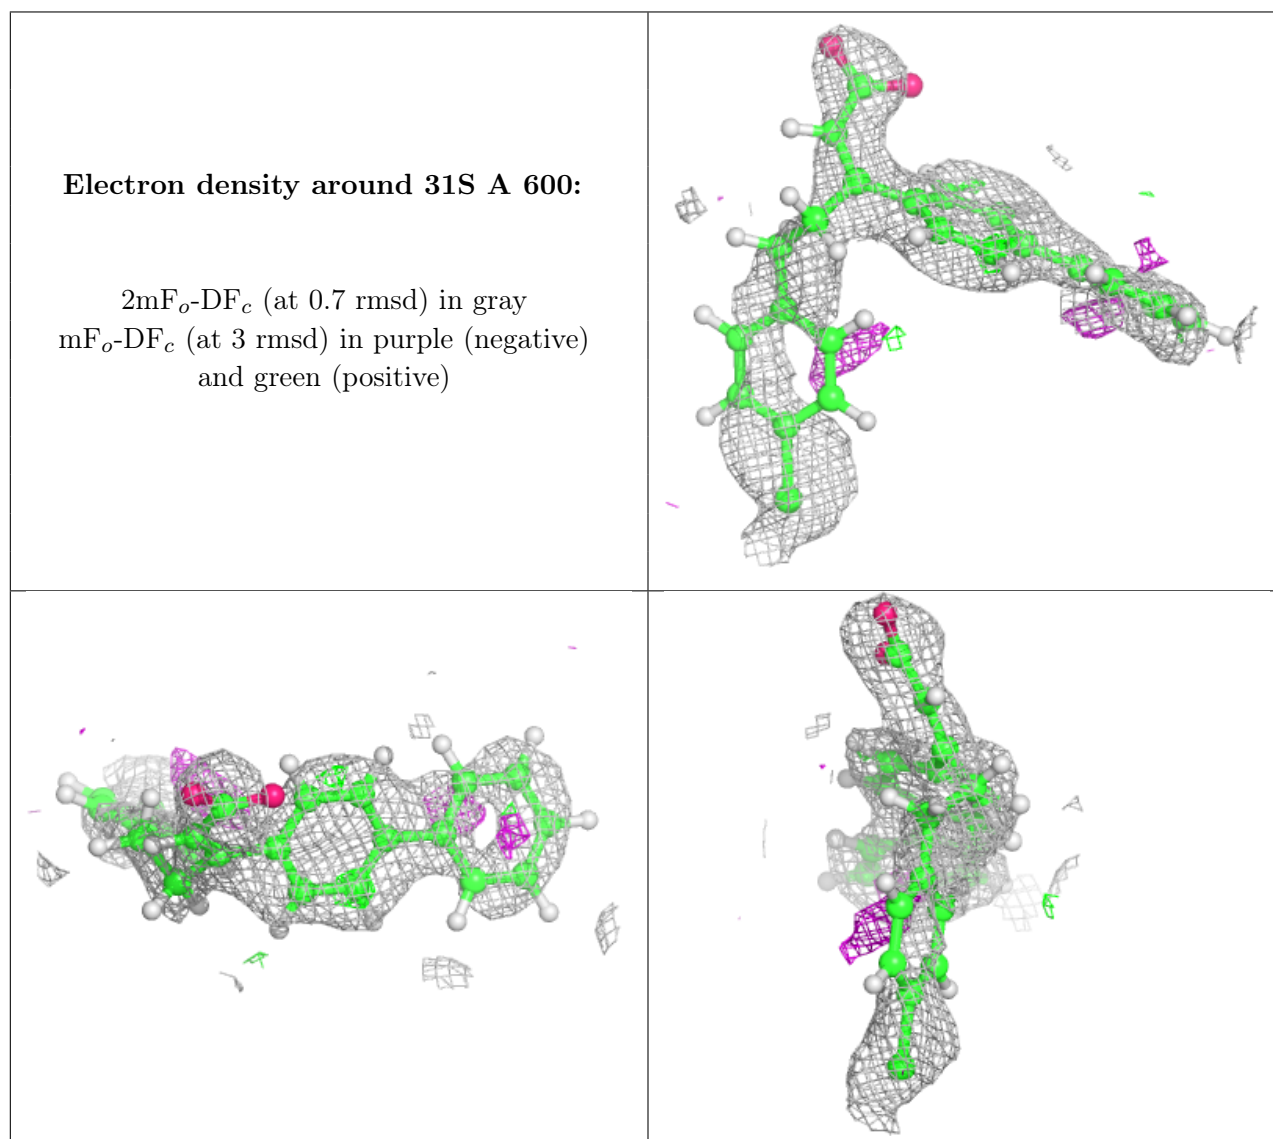 Electron density around 31S A 600:
2mFo-DFc (at 0.7 rmsd) in gray
mFo-DFc (at 3 rmsd) in purple (negative)
and green (positive)